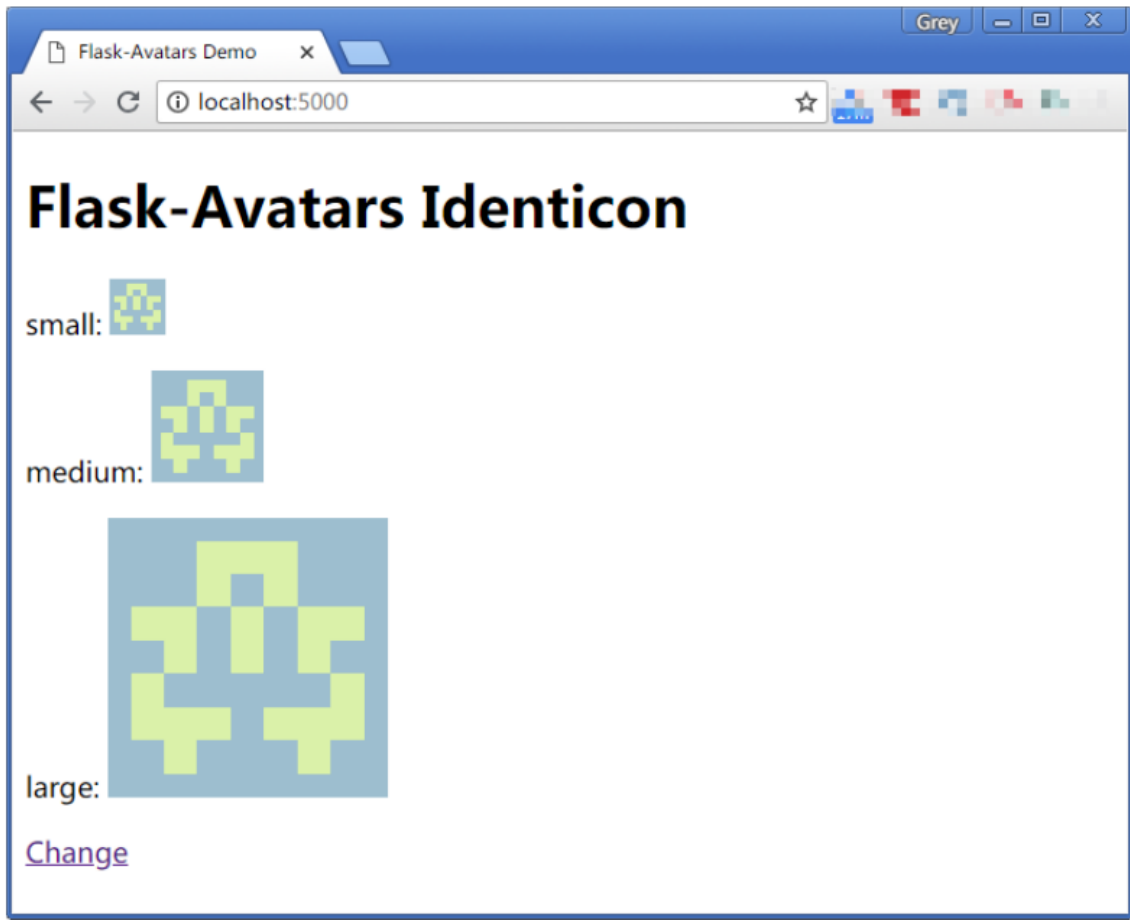 Grey
Flask-Avatars Demo
localhost:5000
Flask-Avatars Identicon
small:
medium:
large:
Change